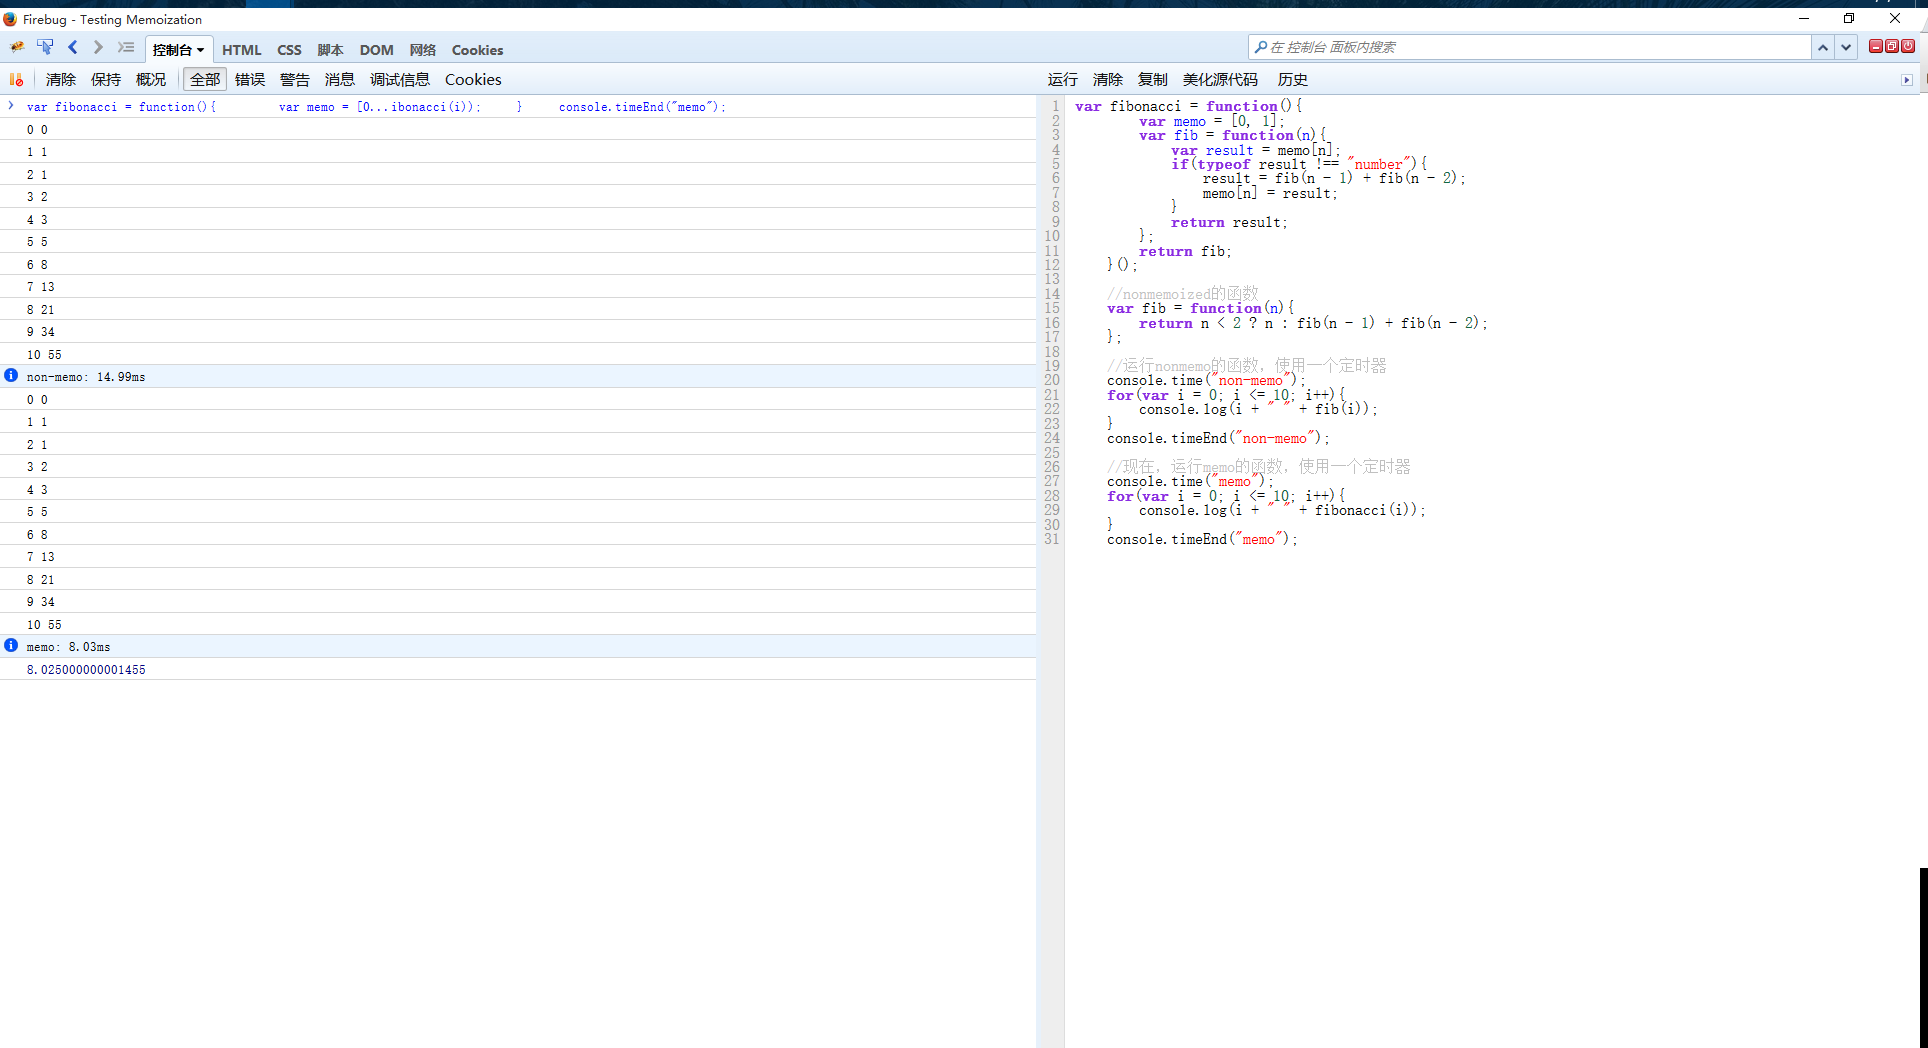 Firebug - Testing Memoization
控制台 HTML CSS 脚本 DOM 网络 Cookies
在 控制台 面板内搜索
清除 保持 概况 全部 错误 警告 消息 调试信息 Cookies
var fibonacci = function(){ var memo = [0...ibonacci(i)); } console.timeEnd("memo");
0 0
1 1
2 1
3 2
4 3
5 5
6 8
7 13
8 21
9 34
10 55
non-memo: 14.99ms
0 0
1 1
2 1
3 2
4 3
5 5
6 8
7 13
8 21
9 34
10 55
memo: 8.03ms
8.025000000001455
运行 清除 复制 美化源代码 历史
1 var fibonacci = function(){
2 var memo = [0, 1];
3 var fib = function(n){
4 var result = memo[n];
5 if(typeof result !== "number"){
6 result = fib(n - 1) + fib(n - 2);
7 memo[n] = result;
8 }
9 return result;
10 };
11 return fib;
12 }();
13
14 //nonmemoized的函数
15 var fib = function(n){
16 return n < 2 ? n : fib(n - 1) + fib(n - 2);
17 };
18
19 //运行nonmemo的函数，使用一个定时器
20 console.time("non-memo");
21 for(var i = 0; i <= 10; i++){
22 console.log(i + " " + fib(i));
23 }
24 console.timeEnd("non-memo");
25
26 //现在，运行memo的函数，使用一个定时器
27 console.time("memo");
28 for(var i = 0; i <= 10; i++){
29 console.log(i + " " + fibonacci(i));
30 }
31 console.timeEnd("memo");